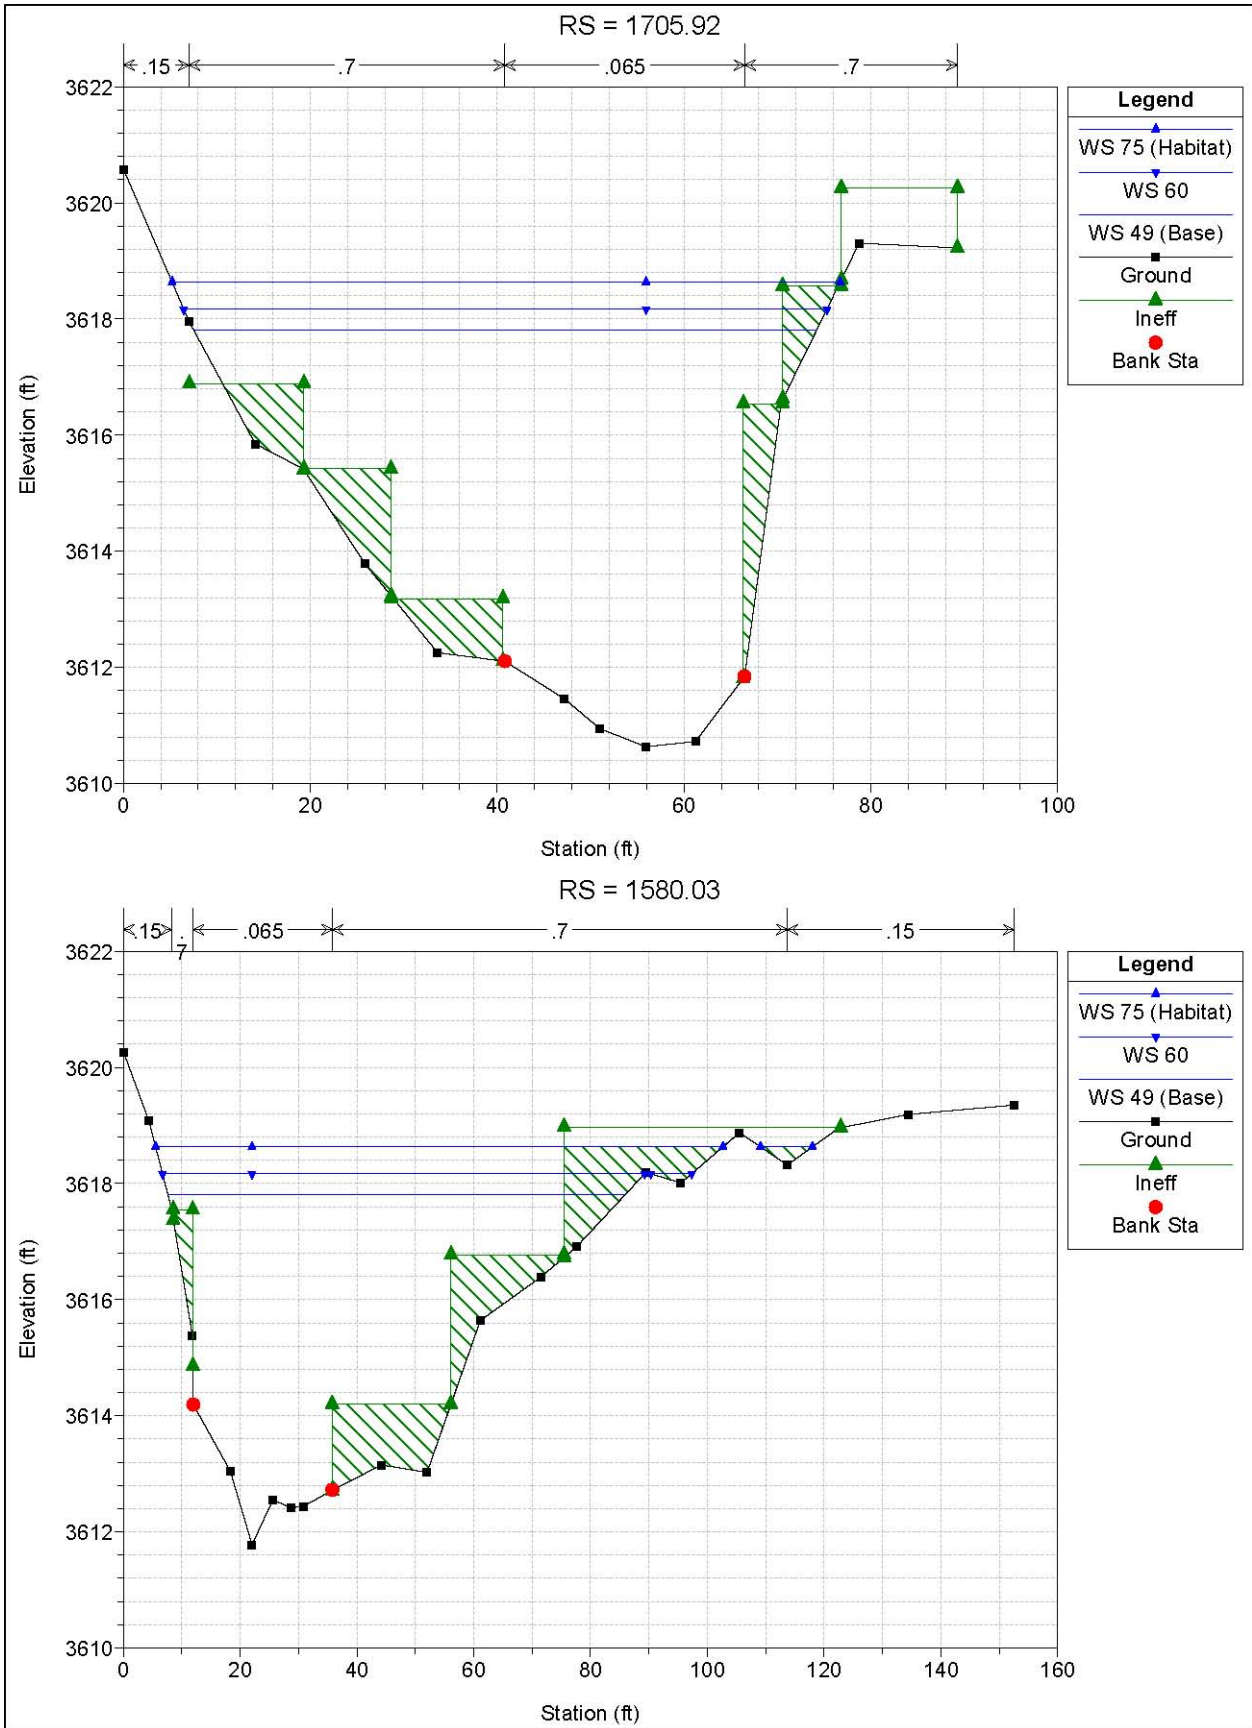 RS = 1705.92
.15 .7 .065 .7
3622
3620
3618
3616
3614
3612
3610
Elevation (ft)
0 20 40 60 80 100
Station (ft)
Legend
WS 75 (Habitat)
WS 60
WS 49 (Base)
Ground
Ineff
Bank Sta
RS = 1580.03
.15 .7 .065 .7 .15
3622
3620
3618
3616
3614
3612
3610
Elevation (ft)
0 20 40 60 80 100 120 140 160
Station (ft)
Legend
WS 75 (Habitat)
WS 60
WS 49 (Base)
Ground
Ineff
Bank Sta